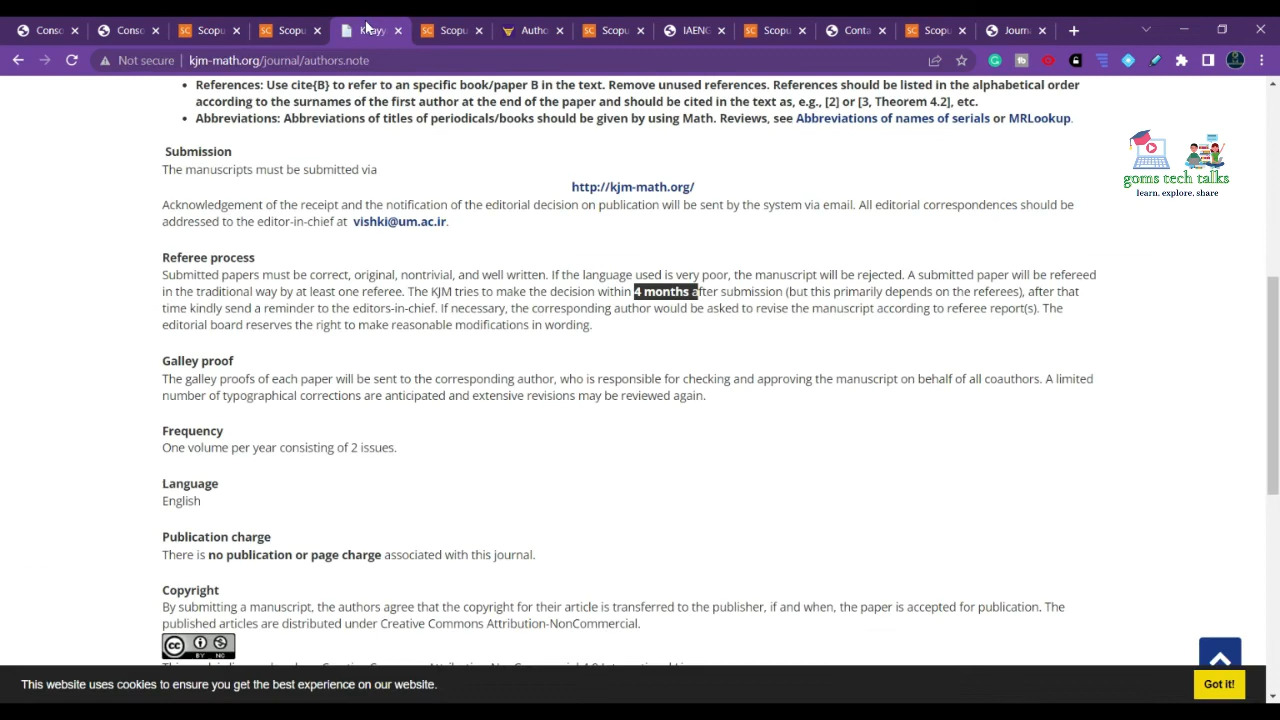 Conso
Conse
Scopu
Scopu
Khayy
Scopu
Autho
Scopu
IAENG
Scopu
Conta
Scopu
Journ
Not secure
kjm-math.org/journal/authors.note
• References: Use cite{B} to refer to an specific book/paper B in the text. Remove unused references. References should be listed in the alphabetical order
according to the surnames of the first author at the end of the paper and should be cited in the text as, e.g., [2] or [3, Theorem 4.2], etc.
• Abbreviations: Abbreviations of titles of periodicals/books should be given by using Math. Reviews, see Abbreviations of names of serials or MRLookup.
goms tech talks
learn. explore. share
Submission
The manuscripts must be submitted via
http://kjm-math.org/
Acknowledgement of the receipt and the notification of the editorial decision on publication will be sent by the system via email. All editorial correspondences should be
addressed to the editor-in-chief at vishki@um.ac.ir.
Referee process
Submitted papers must be correct, original, nontrivial, and well written. If the language used is very poor, the manuscript will be rejected. A submitted paper will be refereed
in the traditional way by at least one referee. The KJM tries to make the decision within 4 months after submission (but this primarily depends on the referees), after that
time kindly send a reminder to the editors-in-chief. If necessary, the corresponding author would be asked to revise the manuscript according to referee report(s). The
editorial board reserves the right to make reasonable modifications in wording.
Galley proof
The galley proofs of each paper will be sent to the corresponding author, who is responsible for checking and approving the manuscript on behalf of all coauthors. A limited
number of typographical corrections are anticipated and extensive revisions may be reviewed again.
Frequency
One volume per year consisting of 2 issues.
Language
English
Publication charge
There is no publication or page charge associated with this journal.
Copyright
By submitting a manuscript, the authors agree that the copyright for their article is transferred to the publisher, if and when, the paper is accepted for publication. The
published articles are distributed under Creative Commons Attribution-NonCommercial.
cc BY NC
This website uses cookies to ensure you get the best experience on our website.
Got it!